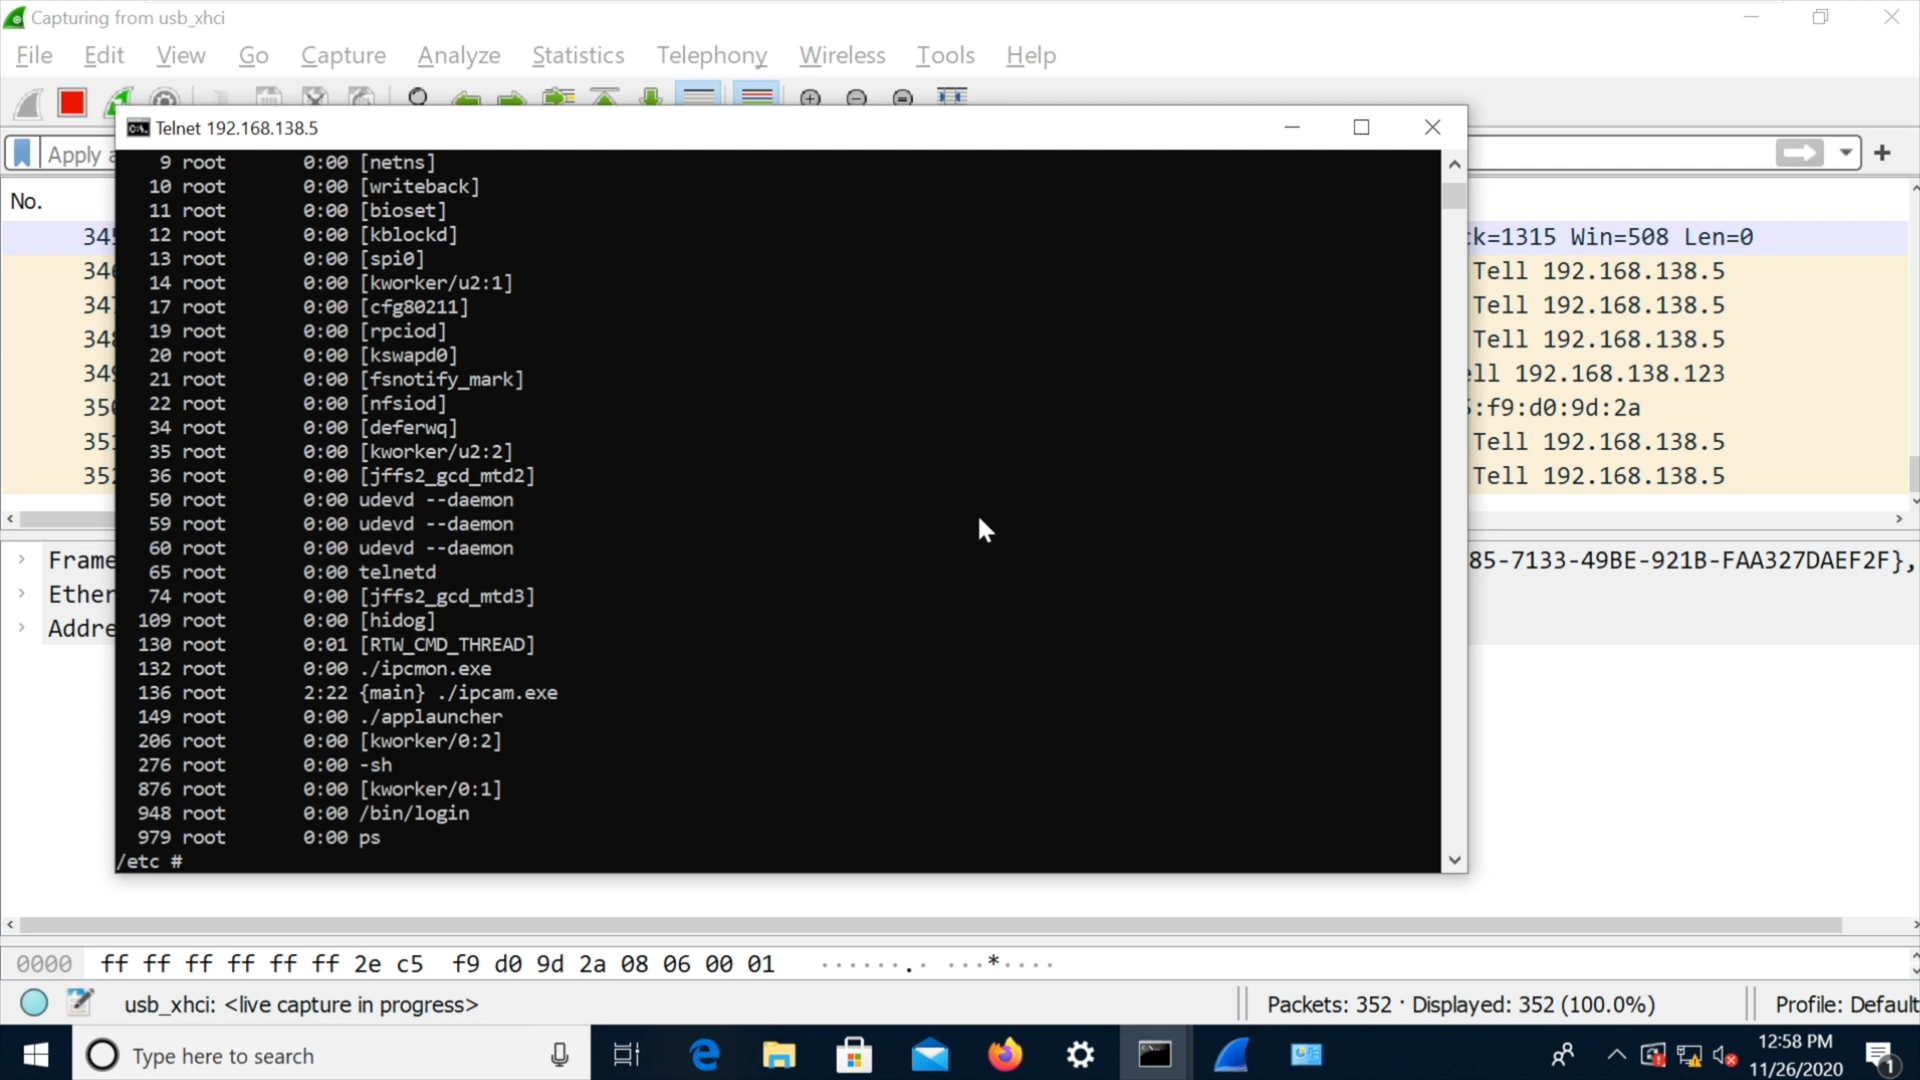 Capturing from usb_xhci
File Edit View Go Capture Analyze Statistics Telephony Wireless Tools Help
Telnet 192.168.138.5
Apply
No.
9 root 0:00 [netns]
10 root 0:00 [writeback]
11 root 0:00 [bioset]
12 root 0:00 [kblockd]
13 root 0:00 [spi0]
14 root 0:00 [kworker/u2:1]
17 root 0:00 [cfg80211]
19 root 0:00 [rpciod]
20 root 0:00 [kswapd0]
21 root 0:00 [fsnotify_mark]
22 root 0:00 [nfsiod]
34 root 0:00 [deferwq]
35 root 0:00 [kworker/u2:2]
36 root 0:00 [jffs2_gcd_mtd2]
50 root 0:00 udevd --daemon
59 root 0:00 udevd --daemon
60 root 0:00 udevd --daemon
65 root 0:00 telnetd
74 root 0:00 [jffs2_gcd_mtd3]
109 root 0:00 [hidog]
130 root 0:01 [RTW_CMD_THREAD]
132 root 0:00 ./ipcmon.exe
136 root 2:22 {main} ./ipcam.exe
149 root 0:00 ./applauncher
206 root 0:00 [kworker/0:2]
276 root 0:00 -sh
876 root 0:00 [kworker/0:1]
948 root 0:00 /bin/login
979 root 0:00 ps
/etc #
345 ck=1315 Win=508 Len=0
346 Tell 192.168.138.5
347 Tell 192.168.138.5
348 Tell 192.168.138.5
349 ell 192.168.138.123
350 :f9:d0:9d:2a
351 Tell 192.168.138.5
352 Tell 192.168.138.5
Frame 85-7133-49BE-921B-FAA327DAEF2F},
Ether
Addre
0000 ff ff ff ff ff ff 2e c5 f9 d0 9d 2a 08 06 00 01 ······.· ···*····
usb_xhci: <live capture in progress>
Packets: 352 · Displayed: 352 (100.0%)
Profile: Default
Type here to search
12:58 PM
11/26/2020
1